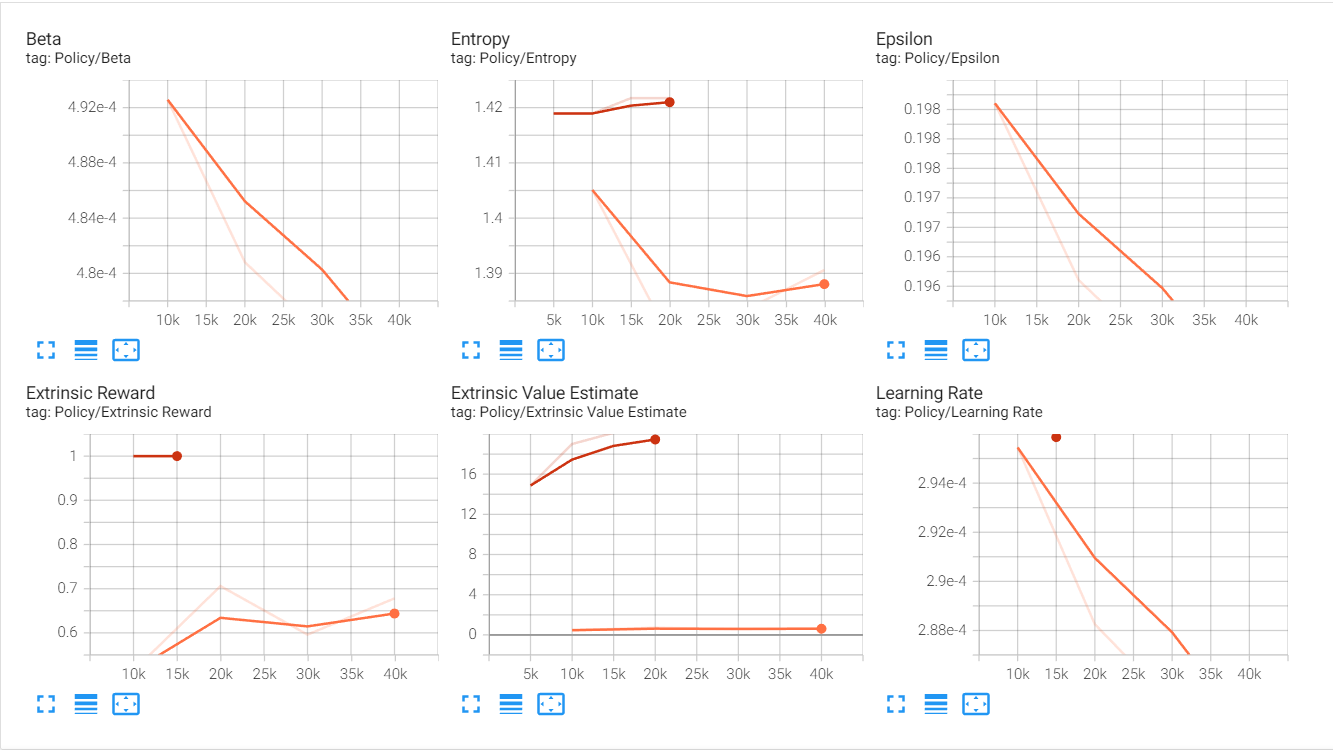 Beta
tag: Policy/Beta
4.92e-4
4.88e-4
4.84e-4
4.8e-4
10k 15k 20k 25k 30k 35k 40k
Entropy
tag: Policy/Entropy
1.42
1.41
1.4
1.39
5k 10k 15k 20k 25k 30k 35k 40k
Epsilon
tag: Policy/Epsilon
0.198
0.198
0.198
0.197
0.197
0.196
0.196
10k 15k 20k 25k 30k 35k 40k
Extrinsic Reward
tag: Policy/Extrinsic Reward
1
0.9
0.8
0.7
0.6
10k 15k 20k 25k 30k 35k 40k
Extrinsic Value Estimate
tag: Policy/Extrinsic Value Estimate
16
12
8
4
0
5k 10k 15k 20k 25k 30k 35k 40k
Learning Rate
tag: Policy/Learning Rate
2.94e-4
2.92e-4
2.9e-4
2.88e-4
10k 15k 20k 25k 30k 35k 40k